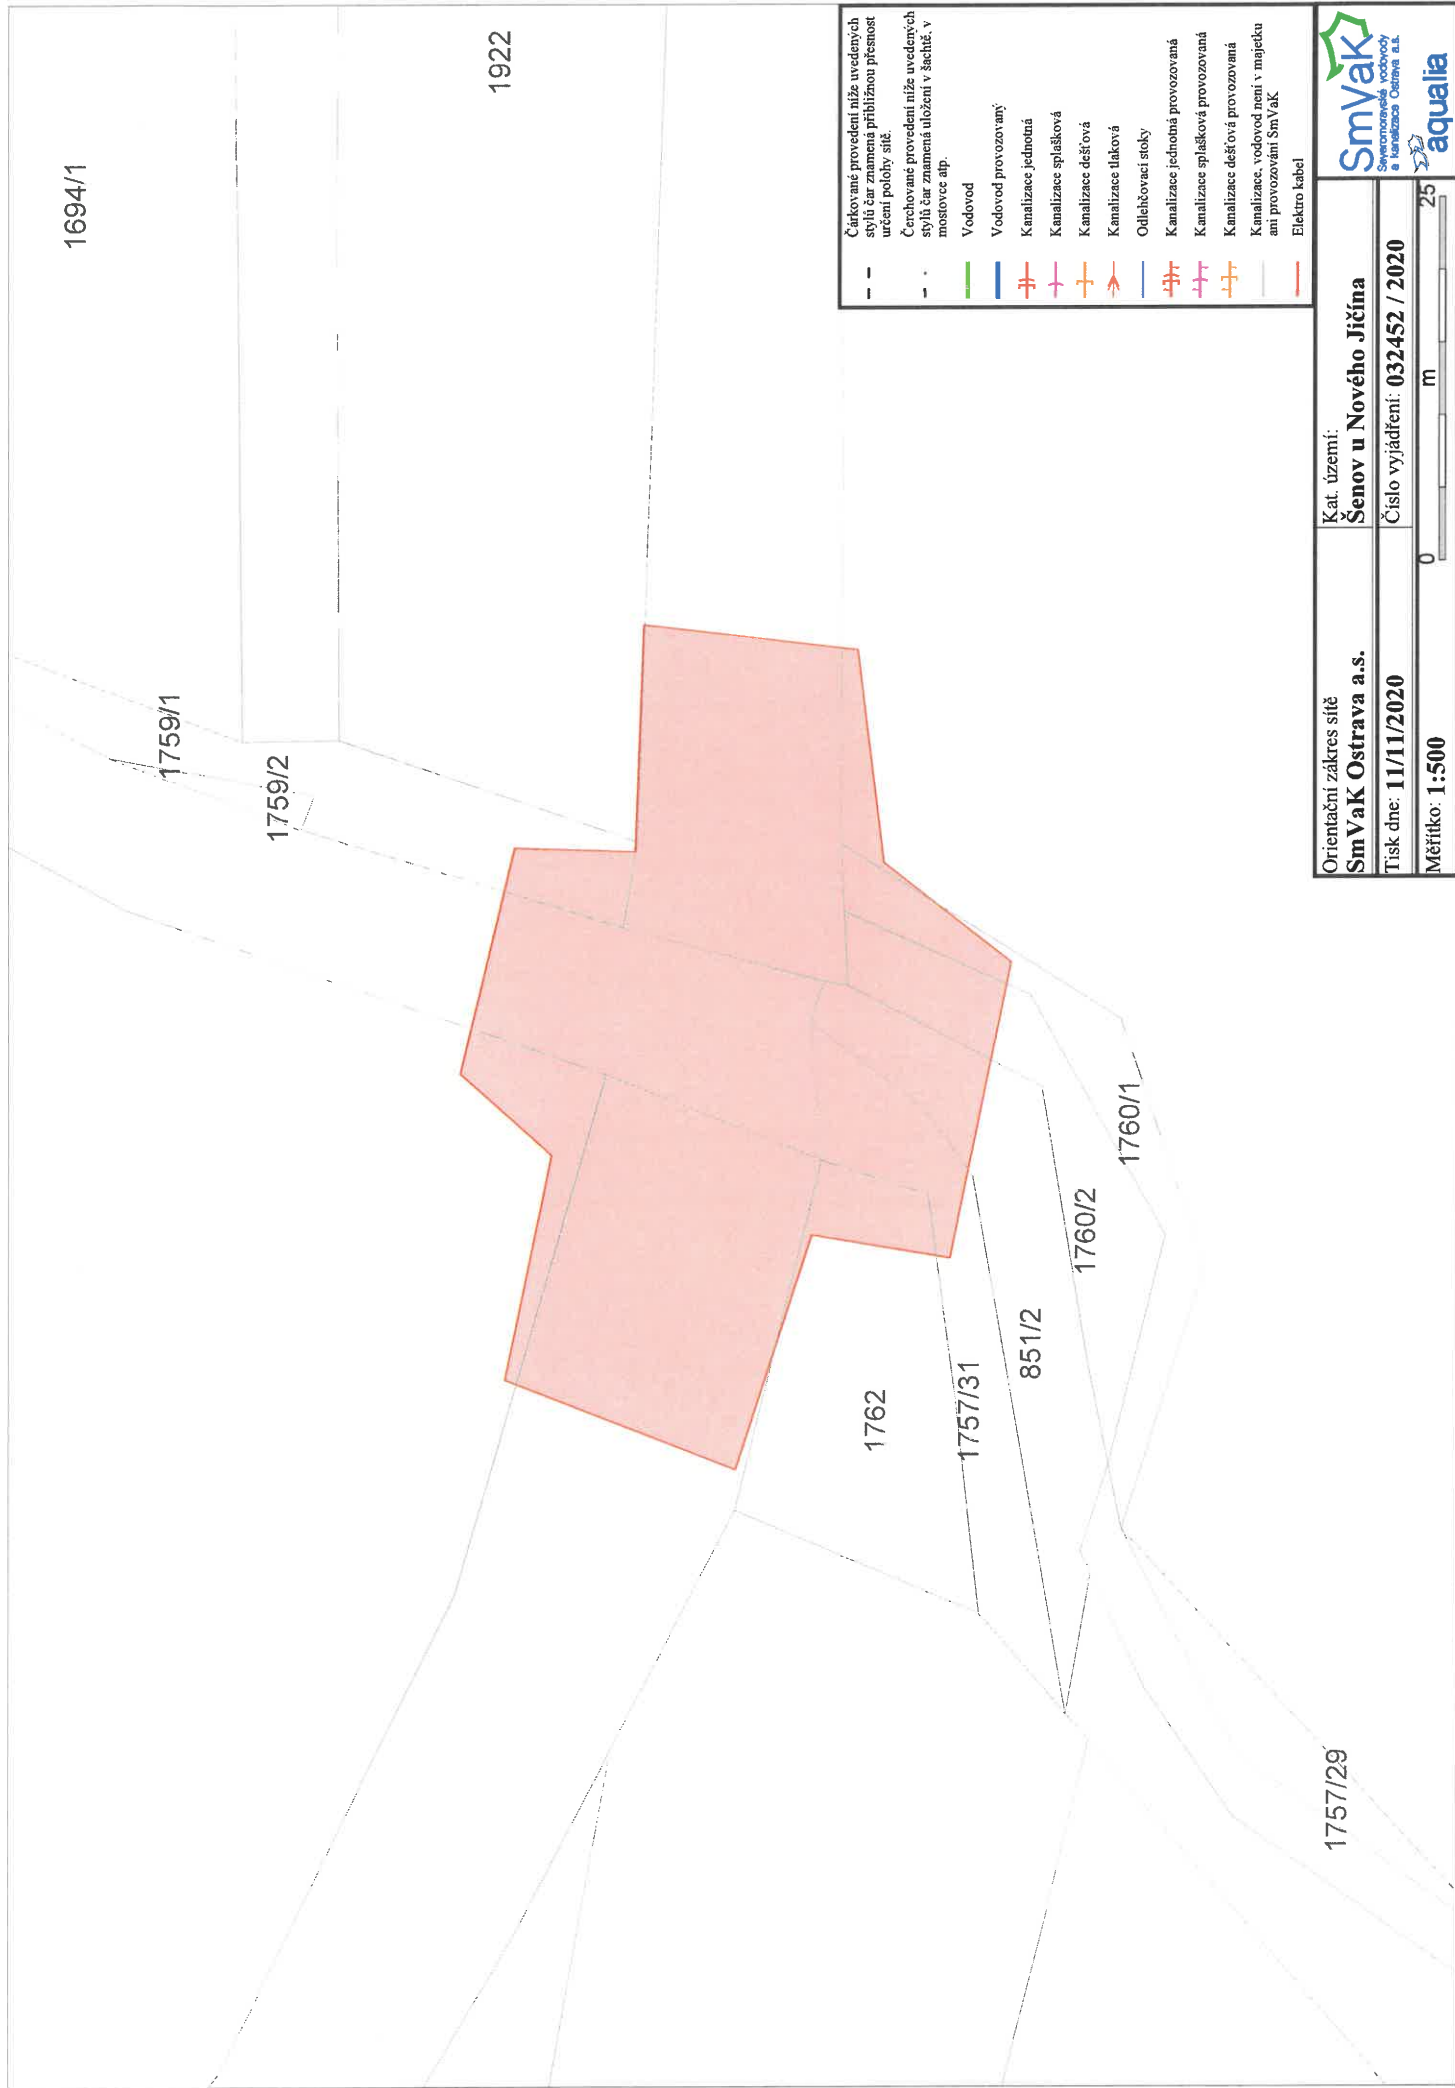 1694/1
1922
1759/1
1759/2
1762
1757/31
851/2
1760/2
1760/1
1757/29
Čárkované provedení níže uvedených
stylů čar znamená přibližnou přesnost
určení polohy sítě.
Čerchované provedení níže uvedených
stylů čar znamená uložení v šachtě, v
mostovce atp.
Vodovod
Vodovod provozovaný
Kanalizace jednotná
Kanalizace splašková
Kanalizace dešťová
Kanalizace tlaková
Odlehčovací stoky
Kanalizace jednotná provozovaná
Kanalizace splašková provozovaná
Kanalizace dešťová provozovaná
Kanalizace, vodovod není v majetku
ani provozování SmVaK
Elektro kabel
Orientační zákres sítě
SmVaK Ostrava a.s.
Kat. území:
Šenov u Nového Jičína
Tisk dne: 11/11/2020
Číslo vyjádření: 032452 / 2020
Měřítko: 1:500
0 m 25
SmVaK
Severomoravské vodovody
a kanalizace Ostrava a.s.
aqualia